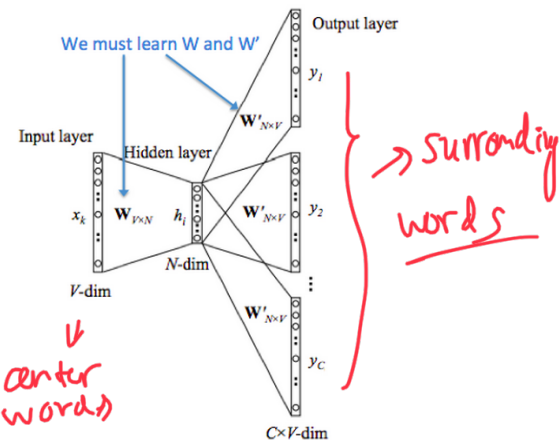 Output layer
We must learn W and W'
y1
W'N×V
Input layer
Hidden layer
surronding
words
xk
WV×N
hi
W'N×V
y2
N-dim
V-dim
W'N×V
yC
center
words
C×V-dim